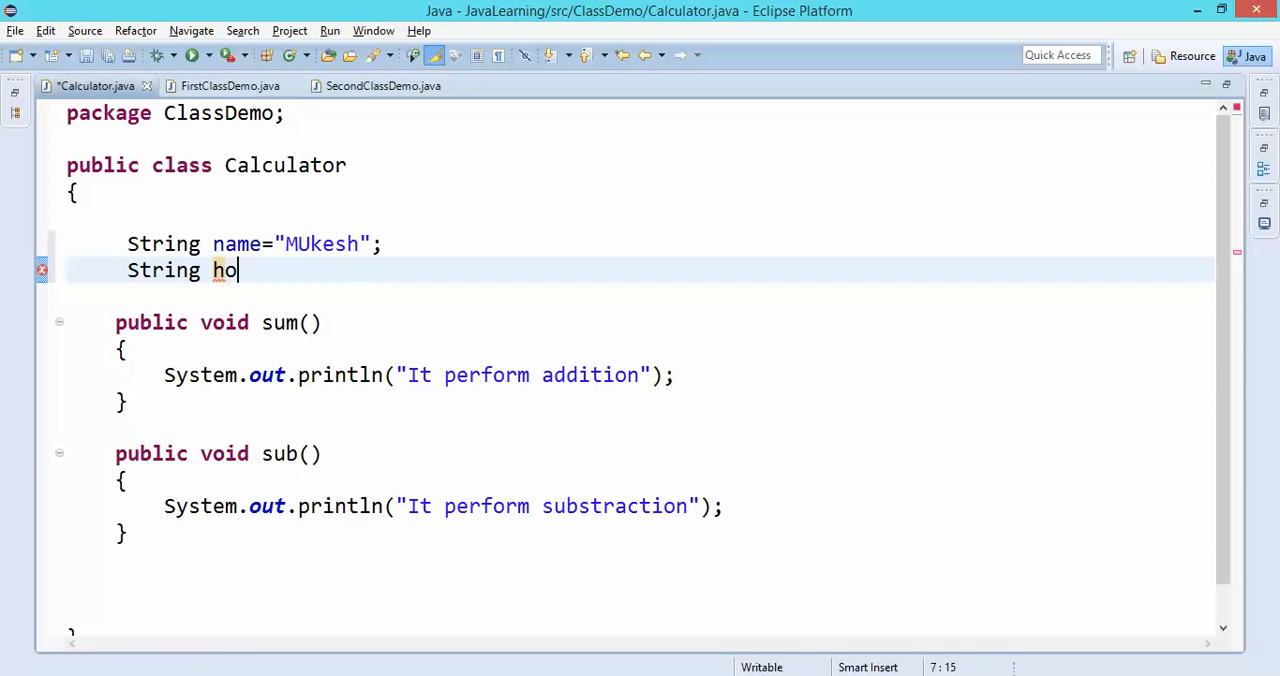 Java - JavaLearning/src/ClassDemo/Calculator.java - Eclipse Platform
File Edit Source Refactor Navigate Search Project Run Window Help
Quick Access Resource Java
*Calculator.java FirstClassDemo.java SecondClassDemo.java
package ClassDemo;
public class Calculator
{
String name="MUkesh";
String ho
public void sum()
{
System.out.println("It perform addition");
}
public void sub()
{
System.out.println("It perform substraction");
}
}
Writable Smart Insert 7 : 15